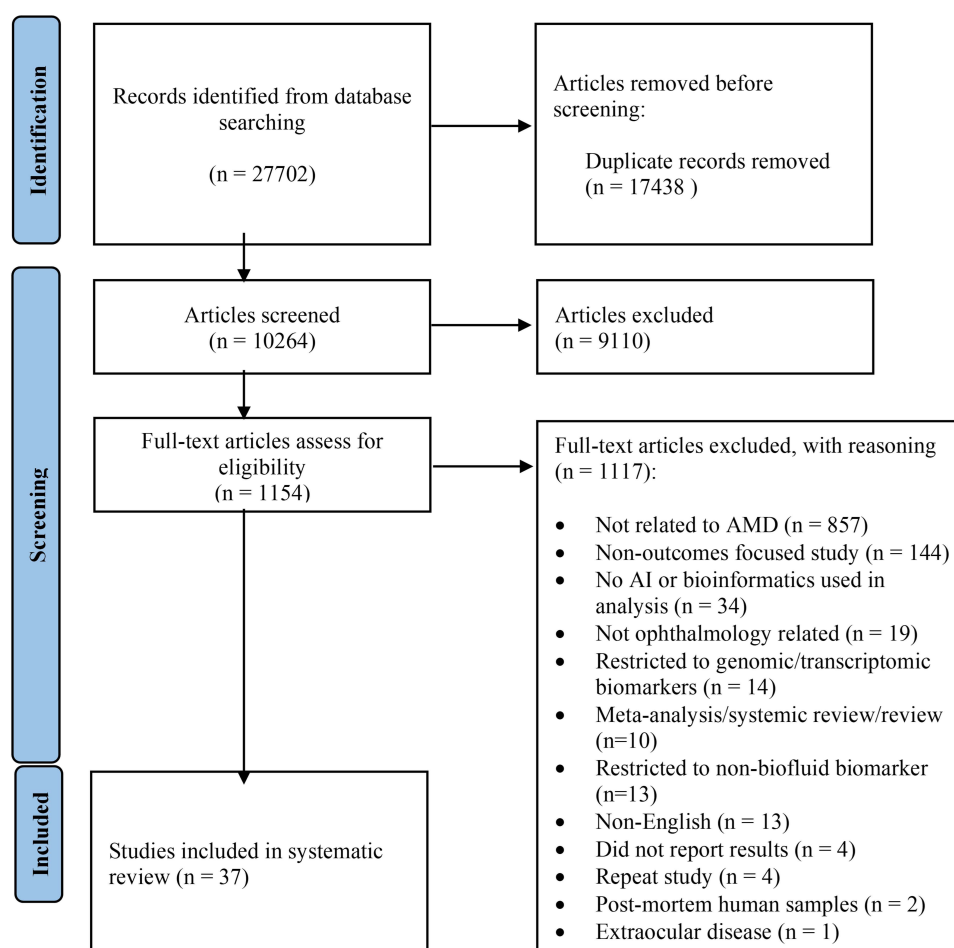 Identification
Records identified from database
searching
(n = 27702)
Articles removed before
screening:
Duplicate records removed
(n = 17438 )
Screening
Articles screened
(n = 10264)
Articles excluded
(n = 9110)
Full-text articles assess for
eligibility
(n = 1154)
Full-text articles excluded, with reasoning
(n = 1117):
• Not related to AMD (n = 857)
• Non-outcomes focused study (n = 144)
• No AI or bioinformatics used in
analysis (n = 34)
• Not ophthalmology related (n = 19)
• Restricted to genomic/transcriptomic
biomarkers (n = 14)
• Meta-analysis/systemic review/review
(n=10)
• Restricted to non-biofluid biomarker
(n=13)
• Non-English (n = 13)
• Did not report results (n = 4)
• Repeat study (n = 4)
• Post-mortem human samples (n = 2)
• Extraocular disease (n = 1)
Included
Studies included in systematic
review (n = 37)